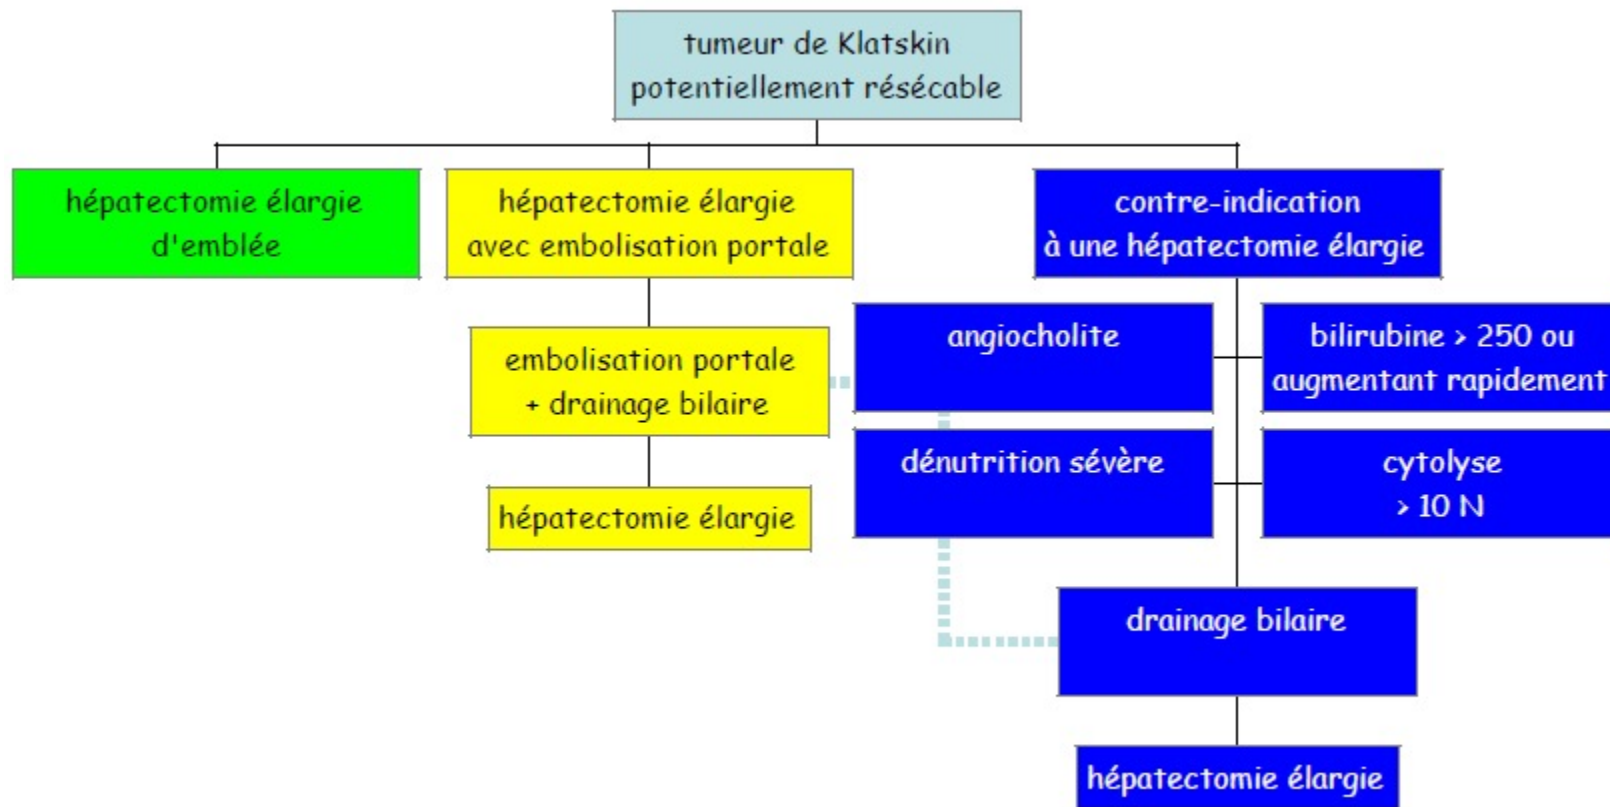 tumeur de Klatskin
potentiellement résécable
hépatectomie élargie
d'emblée
hépatectomie élargie
avec embolisation portale
contre-indication
à une hépatectomie élargie
embolisation portale
+ drainage bilaire
hépatectomie élargie
angiocholite
bilirubine > 250 ou
augmentant rapidement
dénutrition sévère
cytolyse
> 10 N
drainage bilaire
hépatectomie élargie